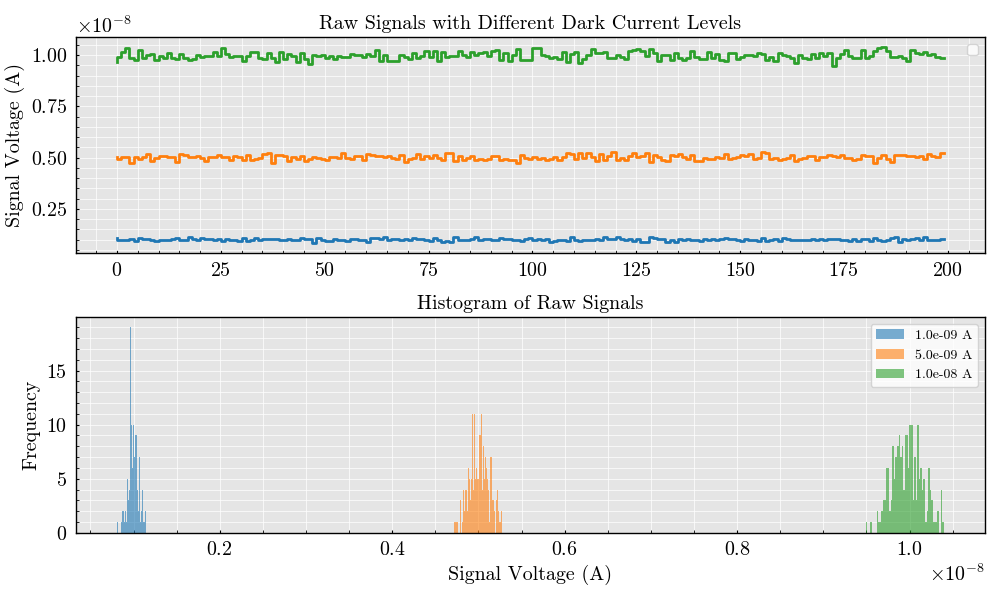 Raw Signals with Different Dark Current Levels
×10⁻⁸
Signal Voltage (A)
1.00
0.75
0.50
0.25
0 25 50 75 100 125 150 175 200
Histogram of Raw Signals
Frequency
15
10
5
0
1.0e-09 A
5.0e-09 A
1.0e-08 A
0.2 0.4 0.6 0.8 1.0
Signal Voltage (A)
×10⁻⁸